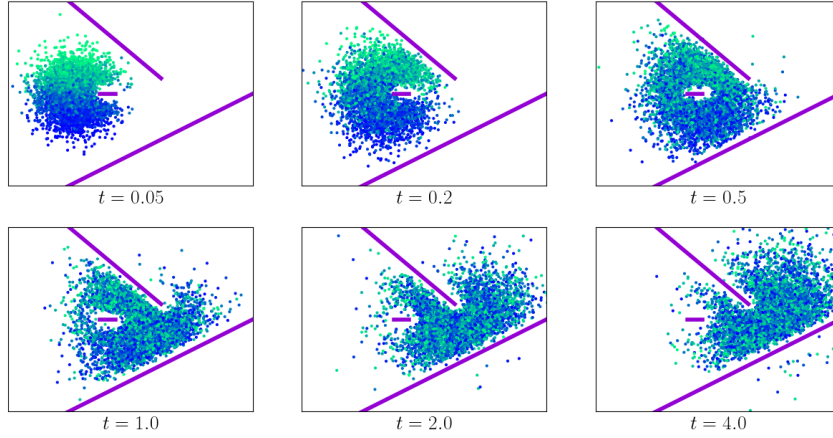 t = 0.05
t = 0.2
t = 0.5
t = 1.0
t = 2.0
t = 4.0